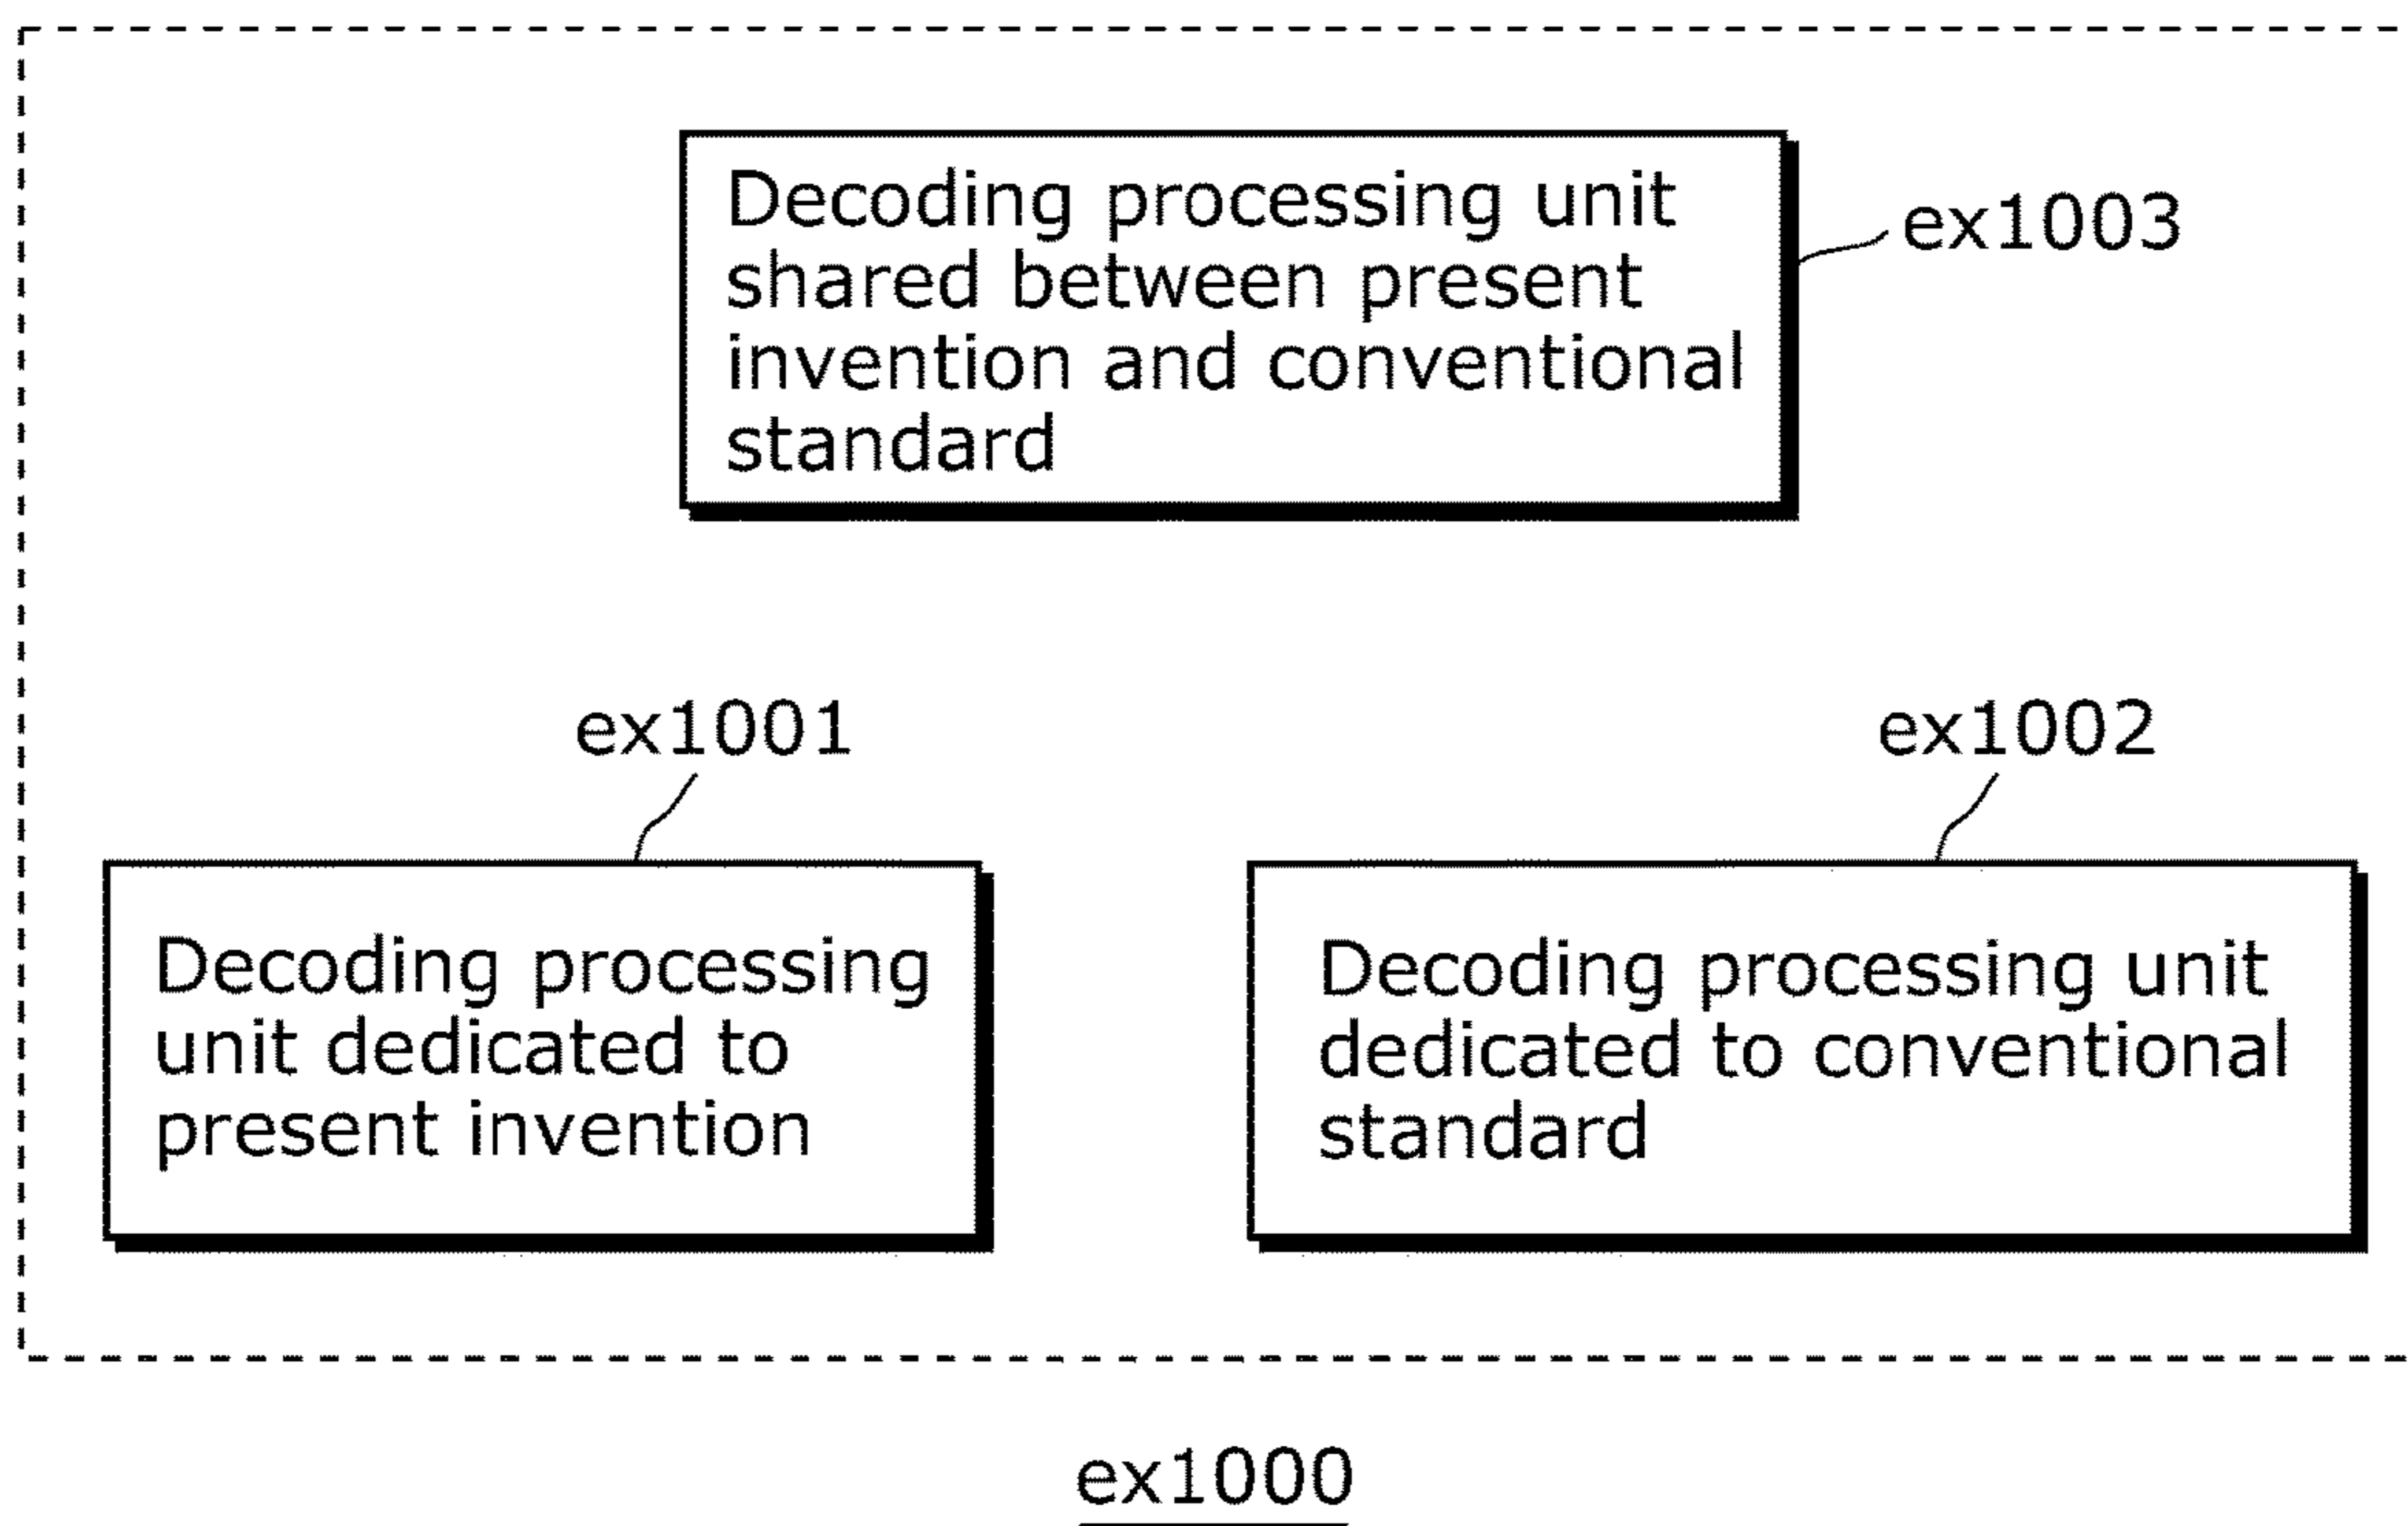 Decoding processing unit
shared between present
invention and conventional
standard
ex1003
ex1001
ex1002
Decoding processing
unit dedicated to
present invention
Decoding processing unit
dedicated to conventional
standard
ex1000